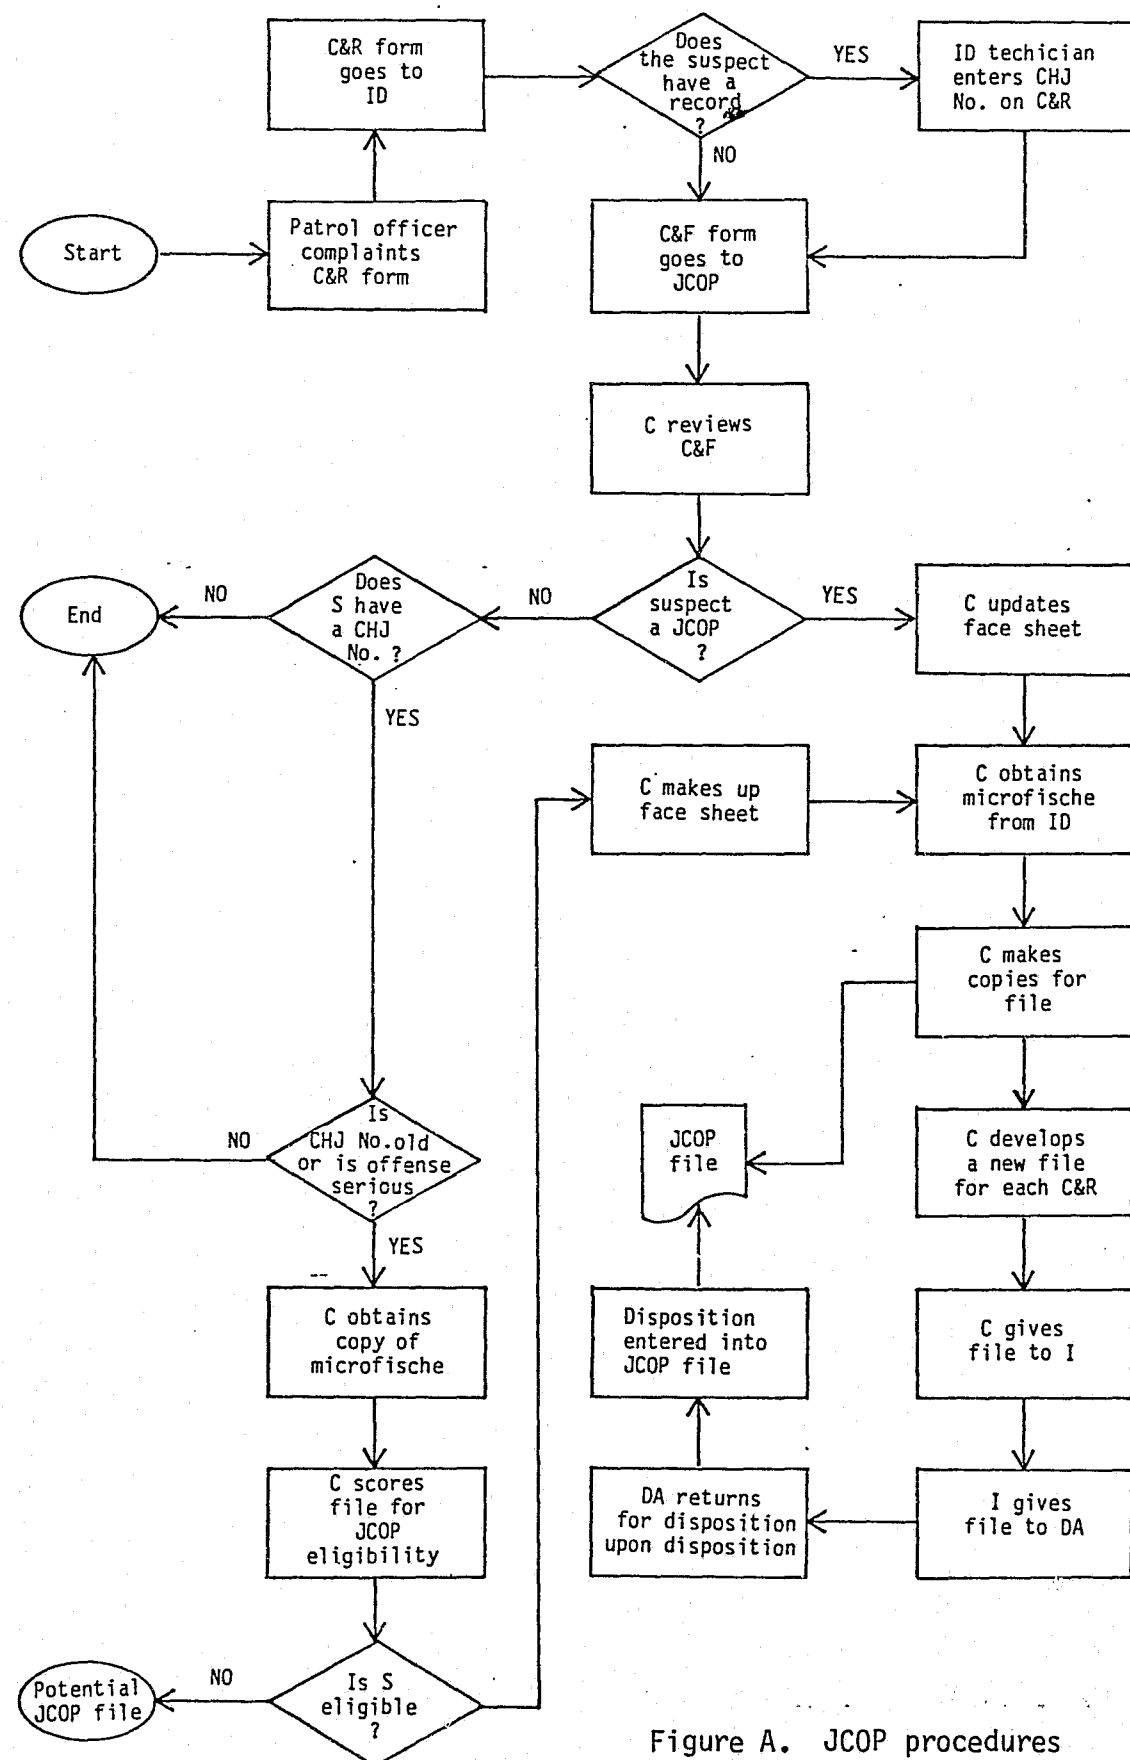 C&R form
goes to
ID
Does
the suspect
have a
record
?
YES
ID techician
enters CHJ
No. on C&R
NO
Start
Patrol officer
complaints
C&R form
C&F form
goes to
JCOP
C reviews
C&F
Is
suspect
a JCOP
?
NO
YES
Does
S have
a CHJ
No. ?
NO
End
YES
C updates
face sheet
C makes up
face sheet
C obtains
microfische
from ID
C makes
copies for
file
Is
CHJ No.old
or is offense
serious
?
NO
YES
JCOP
file
C develops
a new file
for each C&R
C obtains
copy of
microfische
Disposition
entered into
JCOP file
C gives
file to I
C scores
file for
JCOP
eligibility
DA returns
for disposition
upon disposition
I gives
file to DA
Is S
eligible
?
NO
Potential
JCOP file
Figure A. JCOP procedures